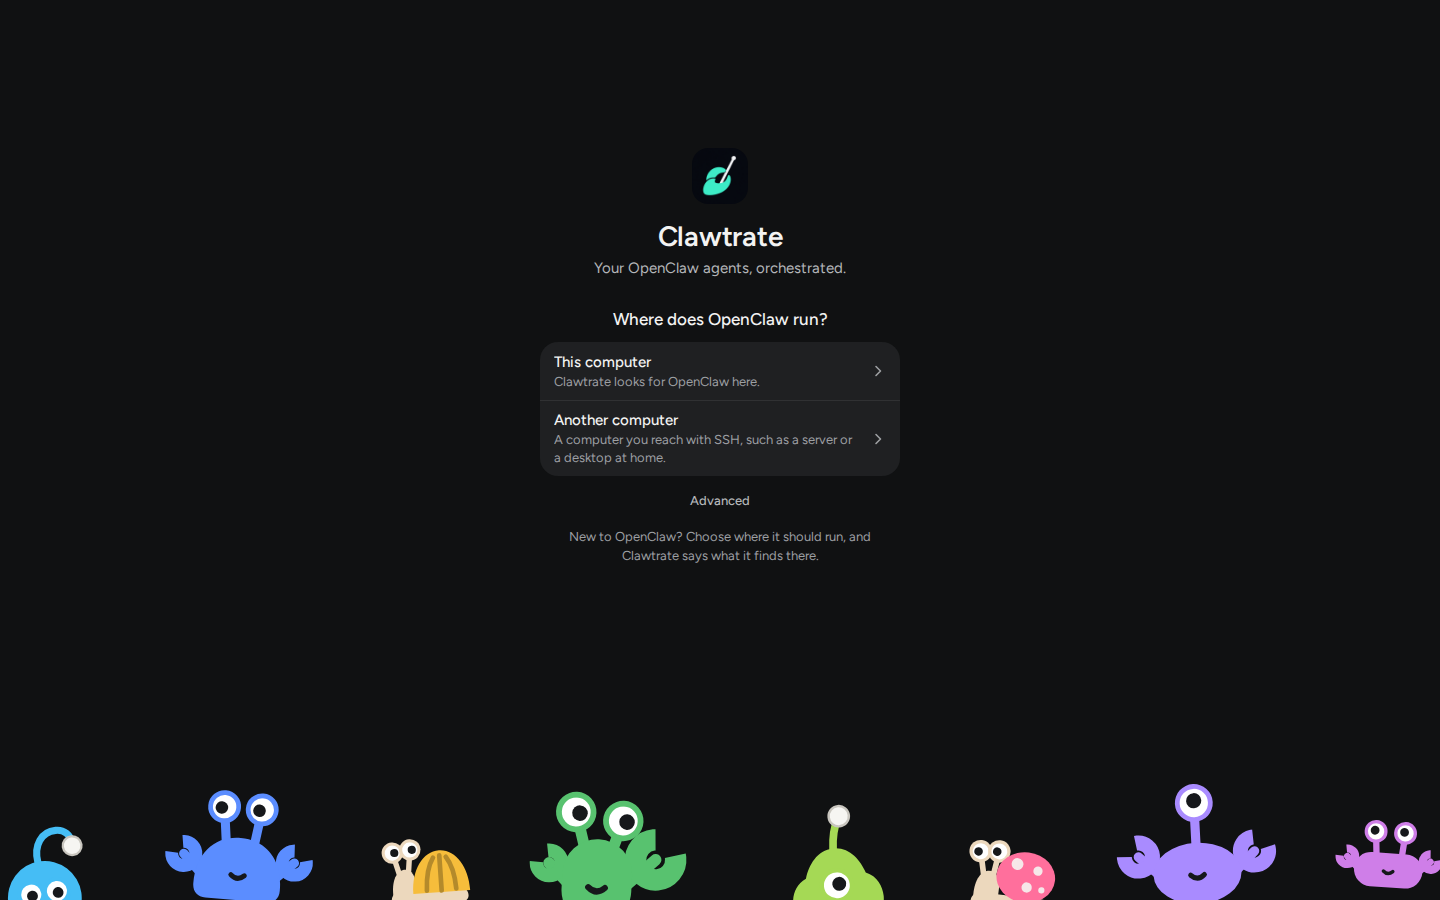 Clawtrate
Your OpenClaw agents, orchestrated.
Where does OpenClaw run?
This computer
Clawtrate looks for OpenClaw here.
Another computer
A computer you reach with SSH, such as a server or
a desktop at home.
Advanced
New to OpenClaw? Choose where it should run, and
Clawtrate says what it finds there.